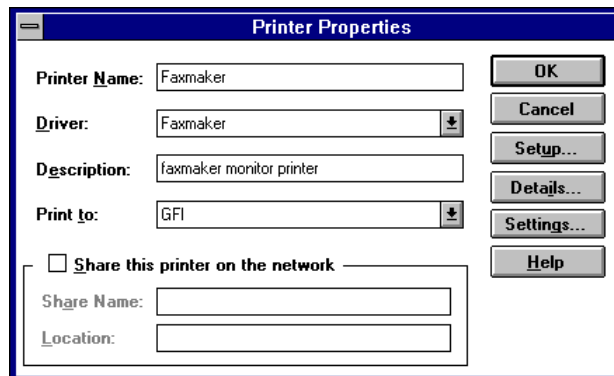 Printer Properties
Printer Name: Faxmaker
OK
Cancel
Driver: Faxmaker
Setup...
Description: faxmaker monitor printer
Details...
Print to: GFI
Settings...
Help
Share this printer on the network
Share Name:
Location: